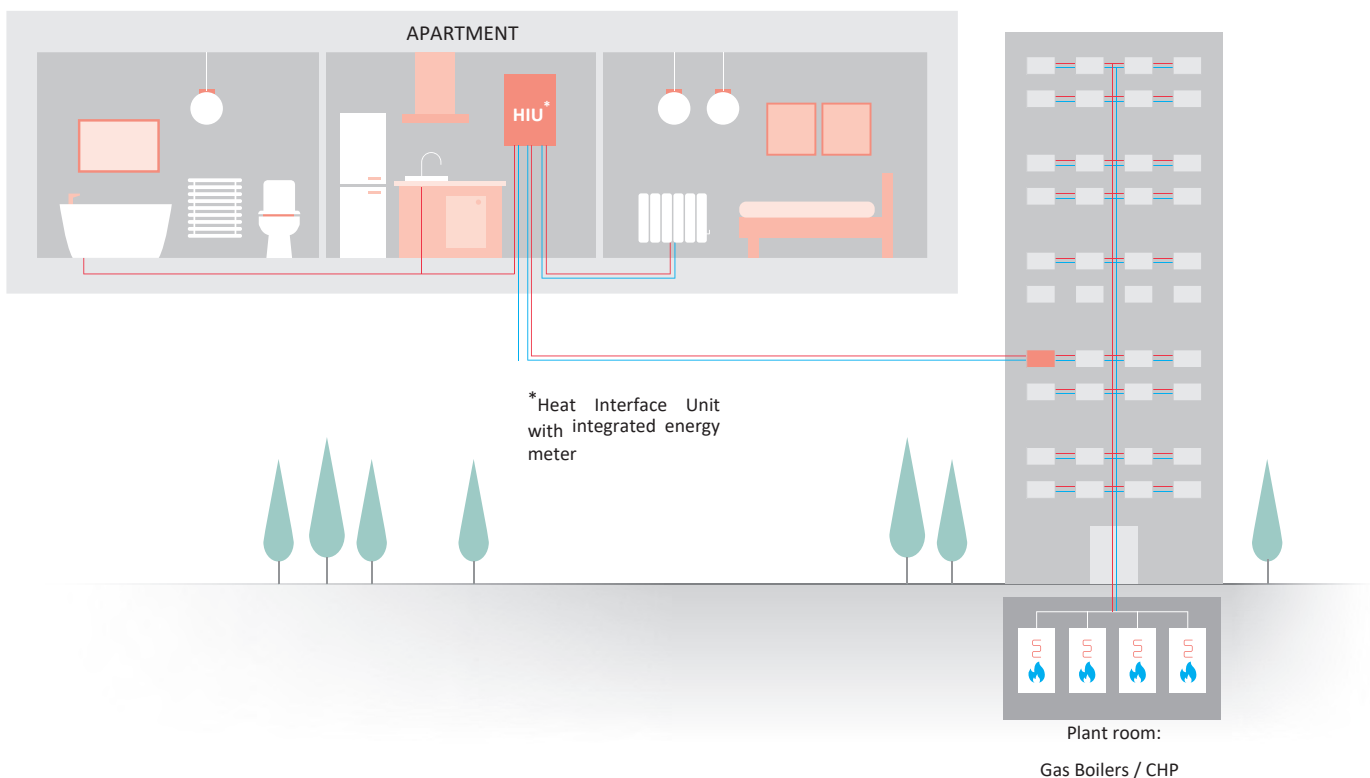 APARTMENT
HIU*
*Heat Interface Unit
with integrated energy
meter
Plant room:
Gas Boilers / CHP